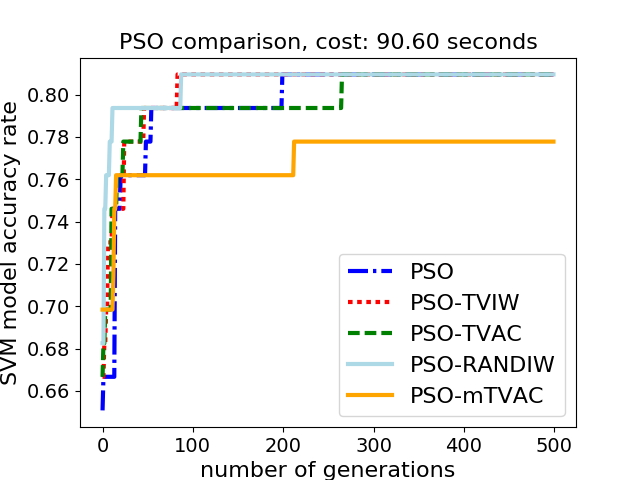 PSO comparison, cost: 90.60 seconds
SVM model accuracy rate
0.80
0.78
0.76
0.74
0.72
0.70
0.68
0.66
PSO
PSO-TVIW
PSO-TVAC
PSO-RANDIW
PSO-mTVAC
0 100 200 300 400 500
number of generations